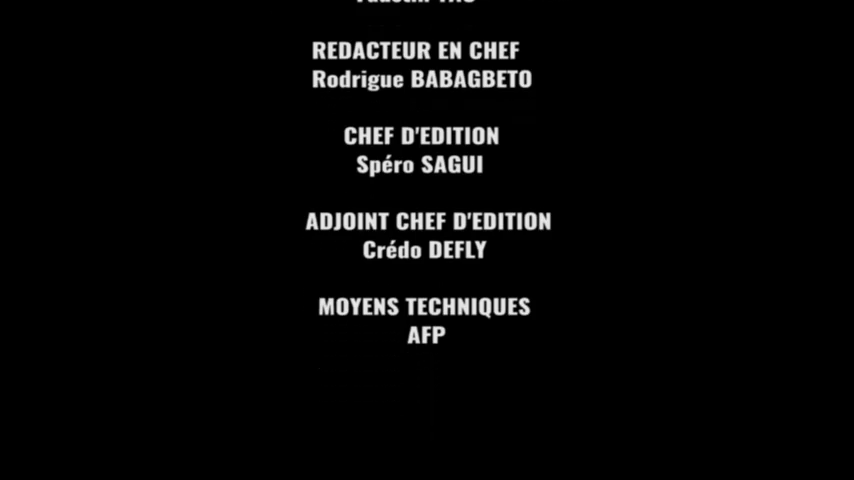 REDACTEUR EN CHEF
Rodrigue BABAGBETO
CHEF D'EDITION
Spéro SAGUI
ADJOINT CHEF D'EDITION
Crédo DEFLY
MOYENS TECHNIQUES
AFP